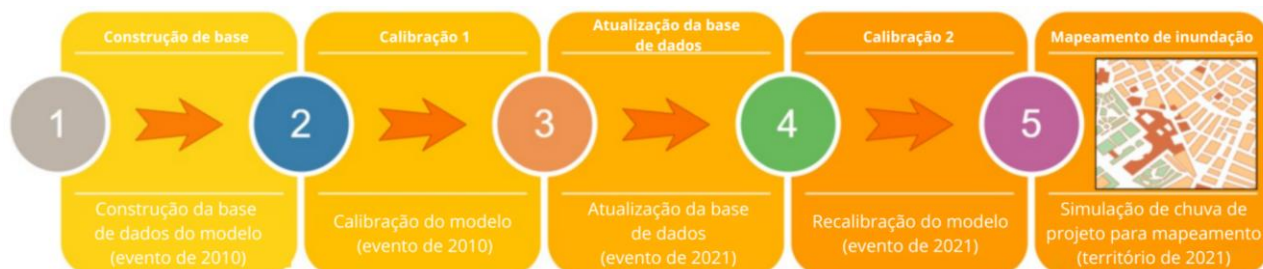 Construção de base
Calibração 1
Atualização da base
de dados
Calibração 2
Mapeamento de inundação
1
2
3
4
5
Construção da base
de dados do modelo
(evento de 2010)
Calibração do modelo
(evento de 2010)
Atualização da base
de dados
(evento de 2021)
Recalibração do modelo
(evento de 2021)
Simulação de chuva de
projeto para mapeamento
(território de 2021)